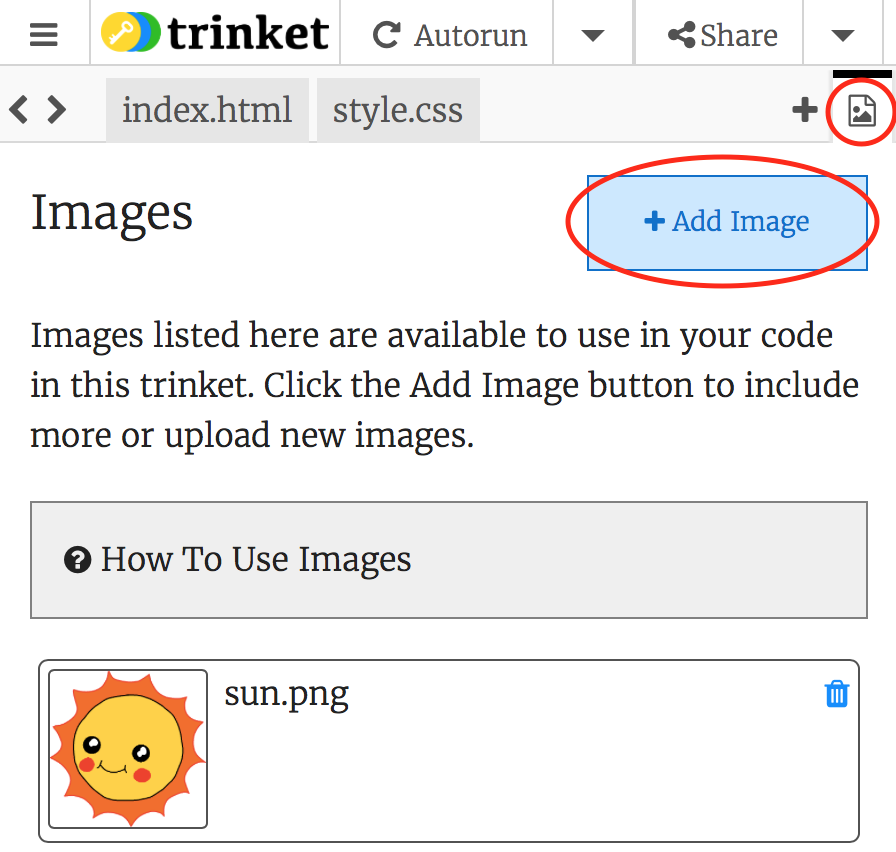 trinket Autorun Share
index.html style.css
Images
Add Image
Images listed here are available to use in your code
in this trinket. Click the Add Image button to include
more or upload new images.
How To Use Images
sun.png